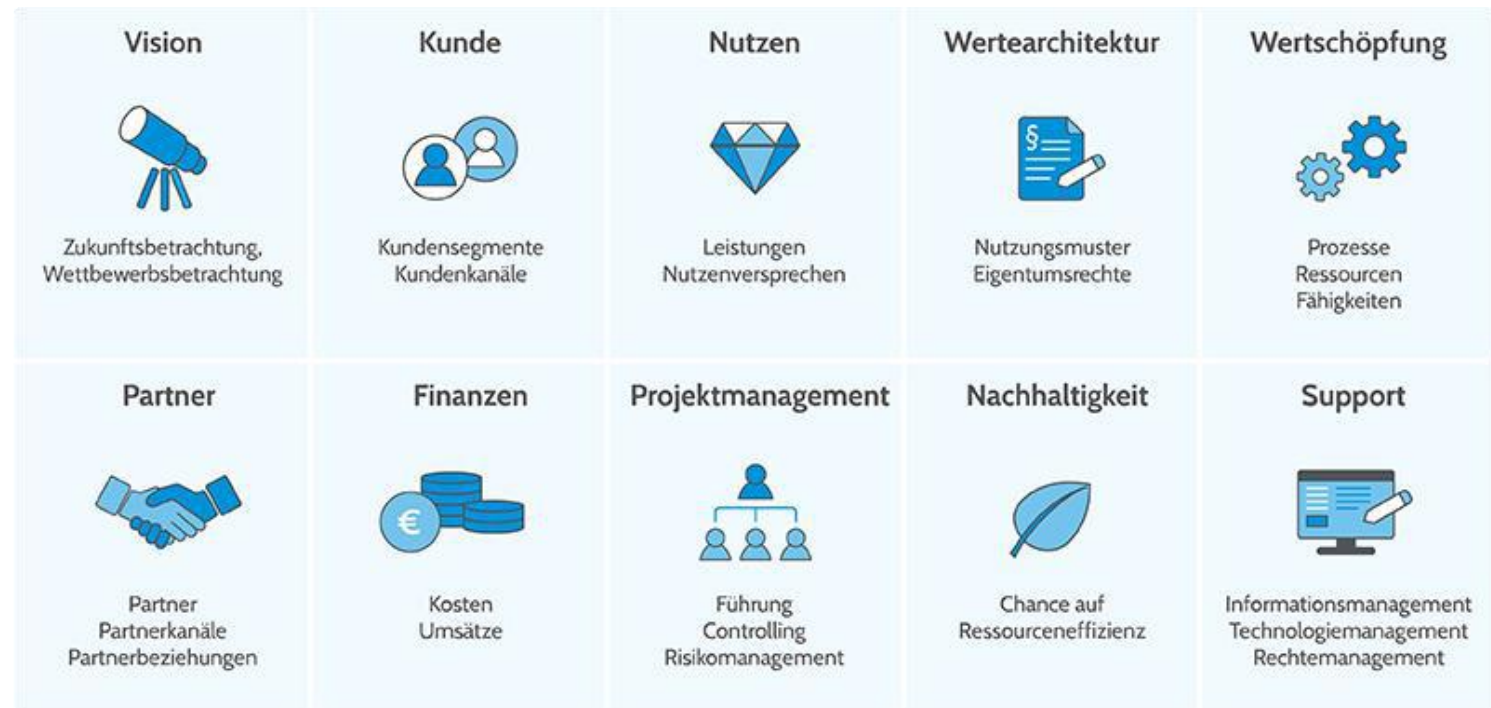 Vision
Zukunftsbetrachtung,
Wettbewerbsbetrachtung
Kunde
Kundensegmente
Kundenkanäle
Nutzen
Leistungen
Nutzenversprechen
Wertearchitektur
§
Nutzungsmuster
Eigentumsrechte
Wertschöpfung
Prozesse
Ressourcen
Fähigkeiten
Partner
Partner
Partnerkanäle
Partnerbeziehungen
Finanzen
€
Kosten
Umsätze
Projektmanagement
Führung
Controlling
Risikomanagement
Nachhaltigkeit
Chance auf
Ressourceneffizienz
Support
Informationsmanagement
Technologiemanagement
Rechtemanagement